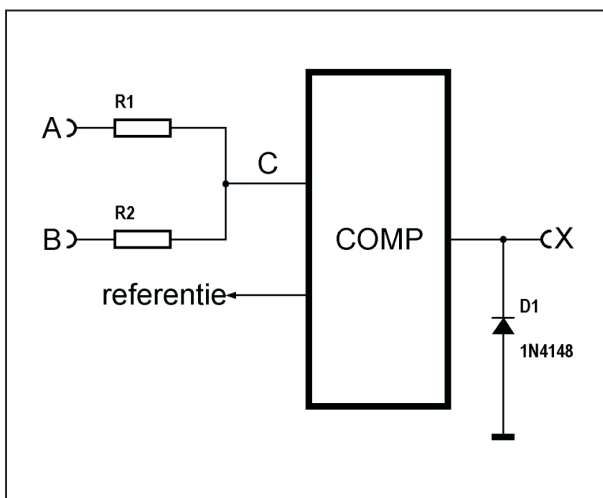 R1
A
C
R2
B
COMP
X
referentie
D1
1N4148